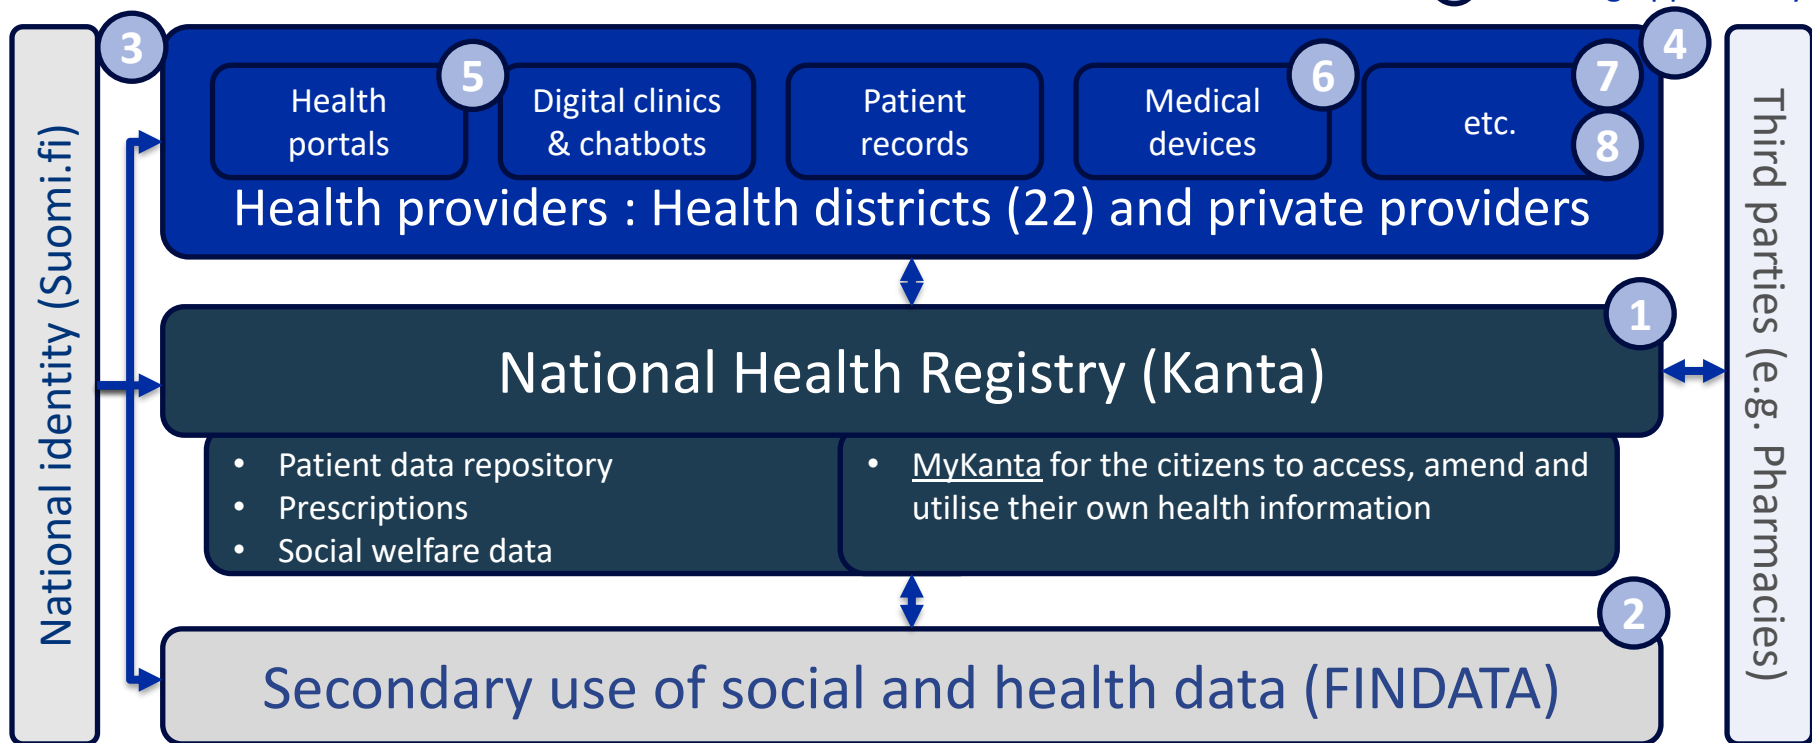 3
4
National identity (Suomi.fi)
Health
portals
5
Digital clinics
& chatbots
Patient
records
Medical
devices
6
etc.
7
8
Health providers : Health districts (22) and private providers
1
National Health Registry (Kanta)
• Patient data repository
• Prescriptions
• Social welfare data
• MyKanta for the citizens to access, amend and
utilise their own health information
2
Secondary use of social and health data (FINDATA)
Third parties (e.g. Pharmacies)